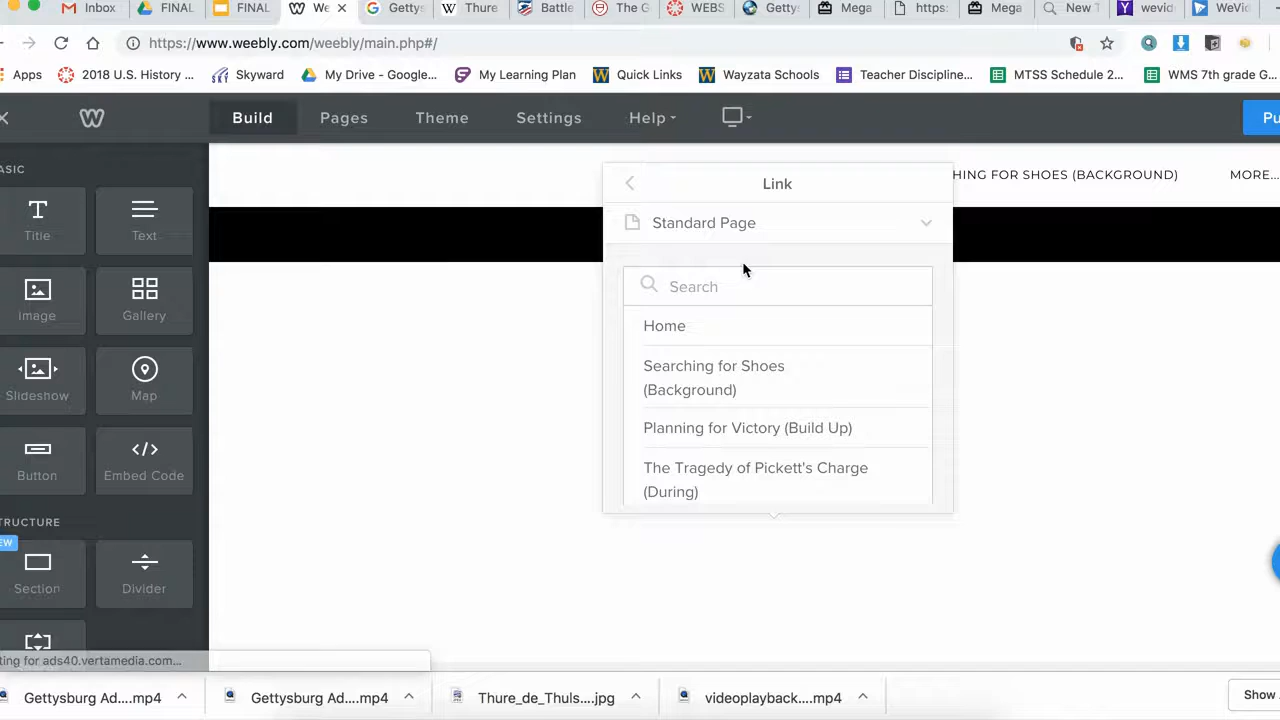 Inbox FINAL FINAL We Gettys Thure Battle The G WEBS Getty Mega https: Mega New T wevid WeVid
https://www.weebly.com/weebly/main.php#/
Apps 2018 U.S. History ... Skyward My Drive - Google... My Learning Plan Quick Links Wayzata Schools Teacher Discipline... MTSS Schedule 2... WMS 7th grade G...
Build Pages Theme Settings Help Pu
ASIC
Title Text
Image Gallery
Slideshow Map
Button Embed Code
TRUCTURE
EW
Section Divider
HING FOR SHOES (BACKGROUND) MORE...
Link
Standard Page
Search
Home
Searching for Shoes
(Background)
Planning for Victory (Build Up)
The Tragedy of Pickett's Charge
(During)
ting for ads40.vertamedia.com...
Gettysburg Ad....mp4 Gettysburg Ad....mp4 Thure_de_Thuls....jpg videoplayback....mp4 Show